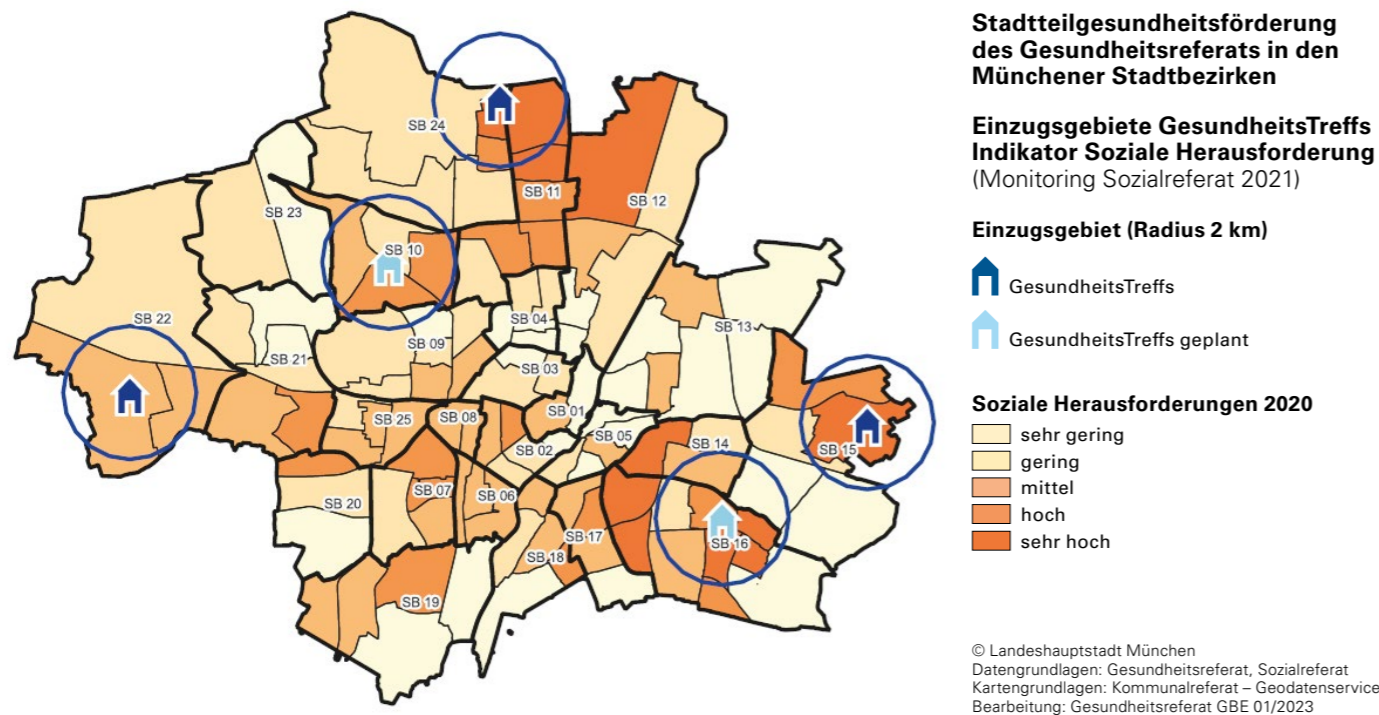 Stadtteilgesundheitsförderung
des Gesundheitsreferats in den
Münchener Stadtbezirken
Einzugsgebiete GesundheitsTreffs
Indikator Soziale Herausforderung
(Monitoring Sozialreferat 2021)
Einzugsgebiet (Radius 2 km)
GesundheitsTreffs
GesundheitsTreffs geplant
Soziale Herausforderungen 2020
sehr gering
gering
mittel
hoch
sehr hoch
© Landeshauptstadt München
Datengrundlagen: Gesundheitsreferat, Sozialreferat
Kartengrundlagen: Kommunalreferat – Geodatenservice
Bearbeitung: Gesundheitsreferat GBE 01/2023
SB 24
SB 11
SB 12
SB 23
SB 10
SB 22
SB 04
SB 13
SB 09
SB 21
SB 03
SB 01
SB 25
SB 08
SB 05
SB 14
SB 02
SB 15
SB 07
SB 06
SB 20
SB 17
SB 16
SB 18
SB 19